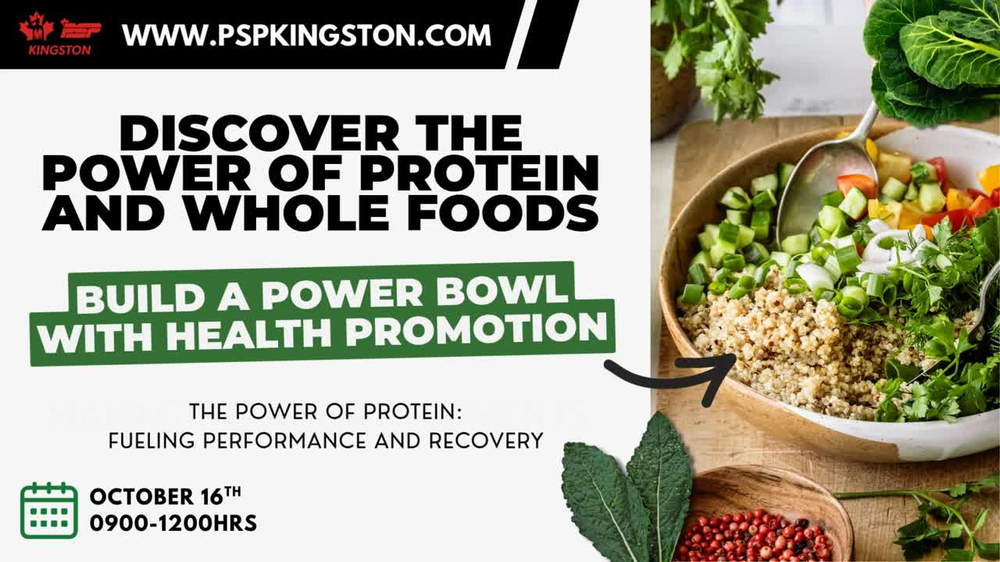 KINGSTON
PSP
WWW.PSPKINGSTON.COM
DISCOVER THE
POWER OF PROTEIN
AND WHOLE FOODS
BUILD A POWER BOWL
WITH HEALTH PROMOTION
THE POWER OF PROTEIN:
FUELING PERFORMANCE AND RECOVERY
OCTOBER 16TH
0900-1200HRS